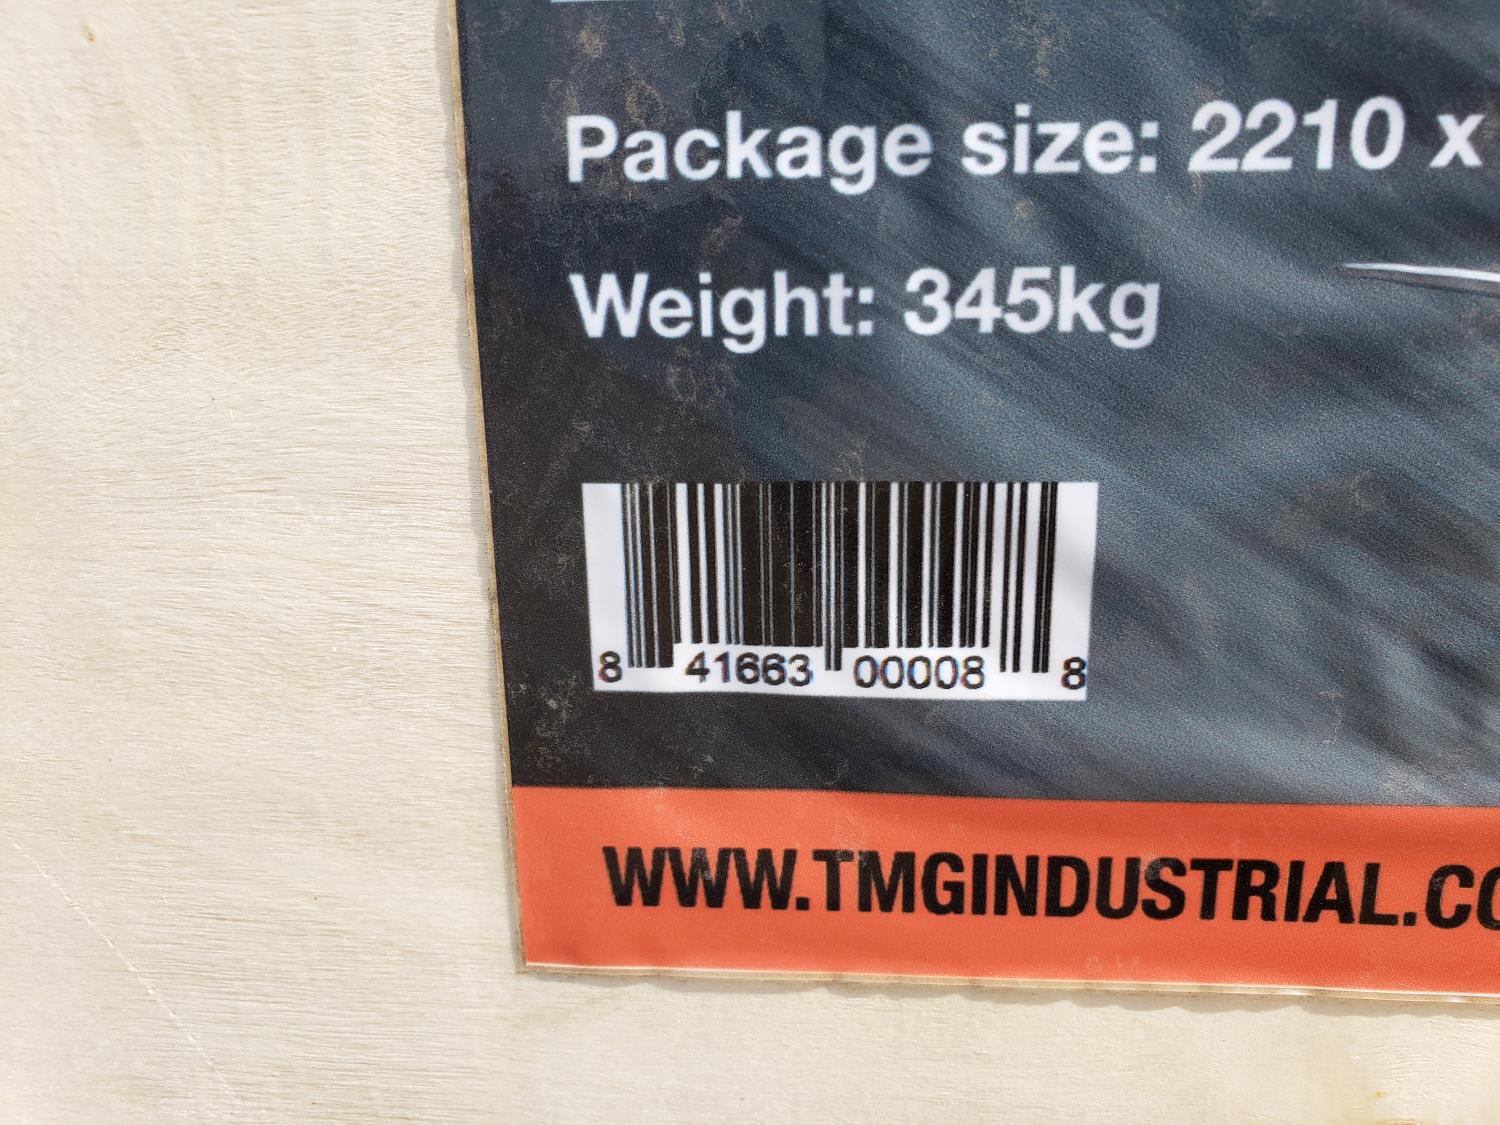 Package size: 2210 x
Weight: 345kg
8 41663 00008 8
WWW.TMGINDUSTRIAL.CO